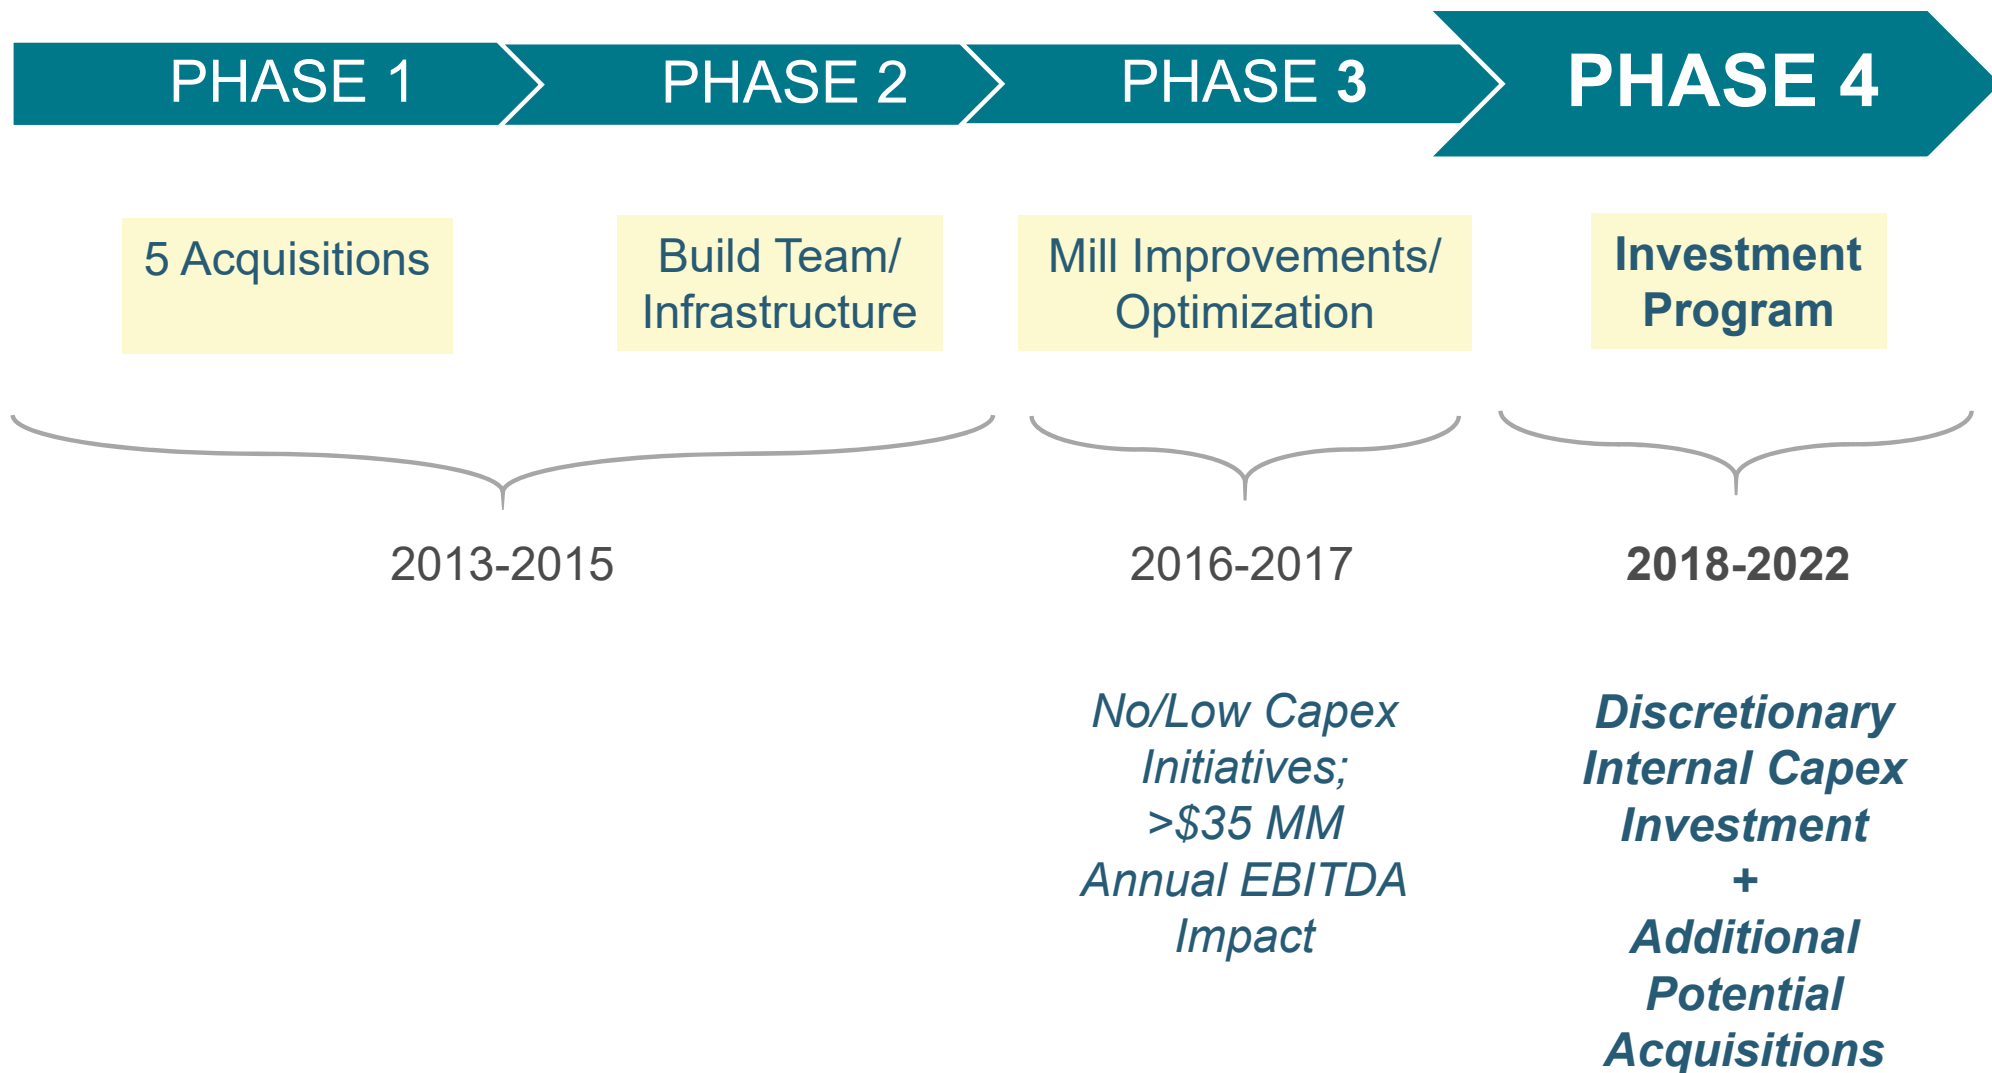 PHASE 1
PHASE 2
PHASE 3
PHASE 4
5 Acquisitions
Build Team/
Infrastructure
Mill Improvements/
Optimization
Investment
Program
2013-2015
2016-2017
2018-2022
No/Low Capex
Initiatives;
>$35 MM
Annual EBITDA
Impact
Discretionary
Internal Capex
Investment
+
Additional
Potential
Acquisitions